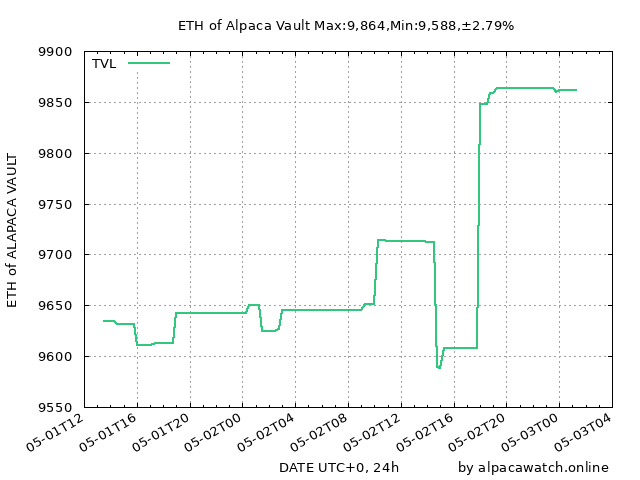 ETH of Alpaca Vault Max:9,864,Min:9,588,±2.79%
TVL
9900
9850
9800
9750
9700
9650
9600
9550
ETH of ALAPACA VAULT
05-01T12
05-01T16
05-01T20
05-02T00
05-02T04
05-02T08
05-02T12
05-02T16
05-02T20
05-03T00
05-03T04
DATE UTC+0, 24h
by alpacawatch.online